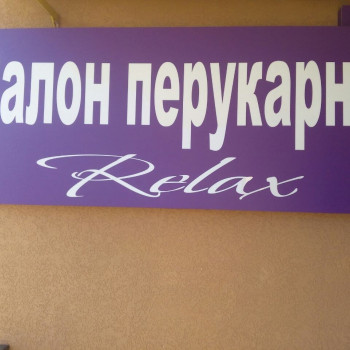 алон перукарн
Relax